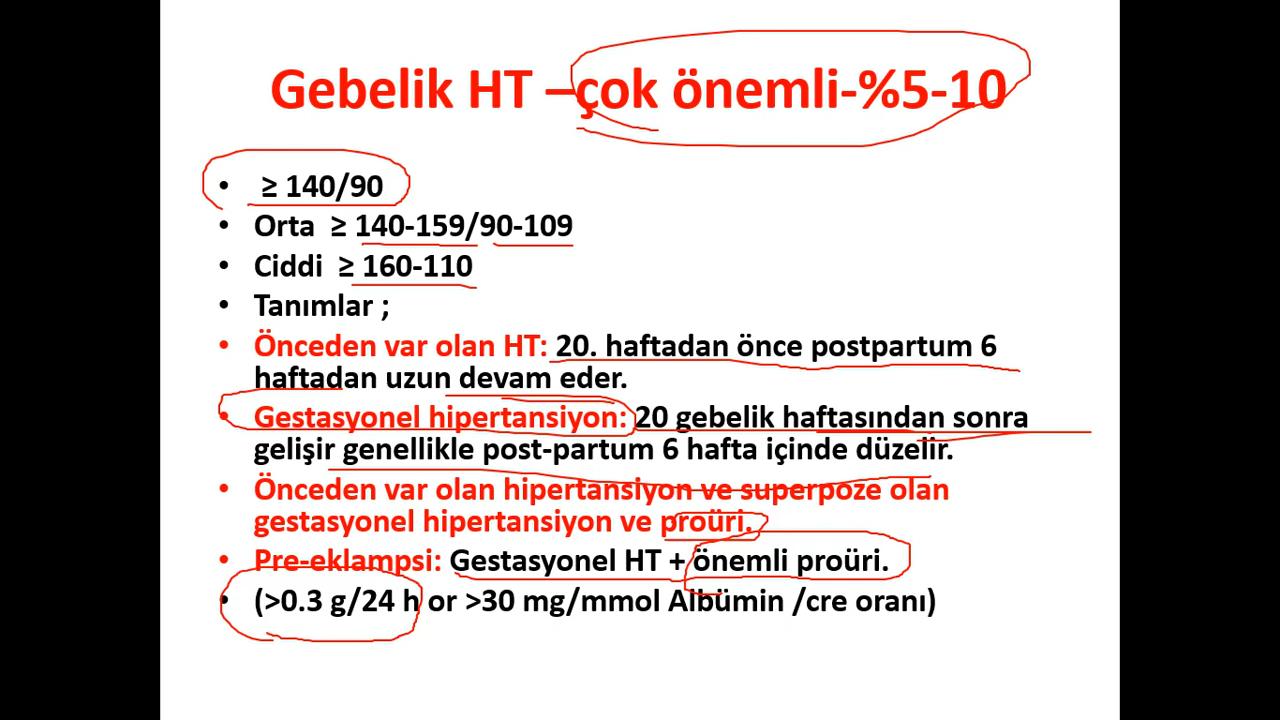 Gebelik HT –çok önemli-%5-10
• ≥ 140/90
• Orta ≥ 140-159/90-109
• Ciddi ≥ 160-110
• Tanımlar ;
• Önceden var olan HT: 20. haftadan önce postpartum 6
haftadan uzun devam eder.
• Gestasyonel hipertansiyon: 20 gebelik haftasından sonra
gelişir genellikle post-partum 6 hafta içinde düzelir.
• Önceden var olan hipertansiyon ve superpoze olan
gestasyonel hipertansiyon ve proüri.
• Pre-eklampsi: Gestasyonel HT + önemli proüri.
• (>0.3 g/24 h or >30 mg/mmol Albümin /cre oranı)